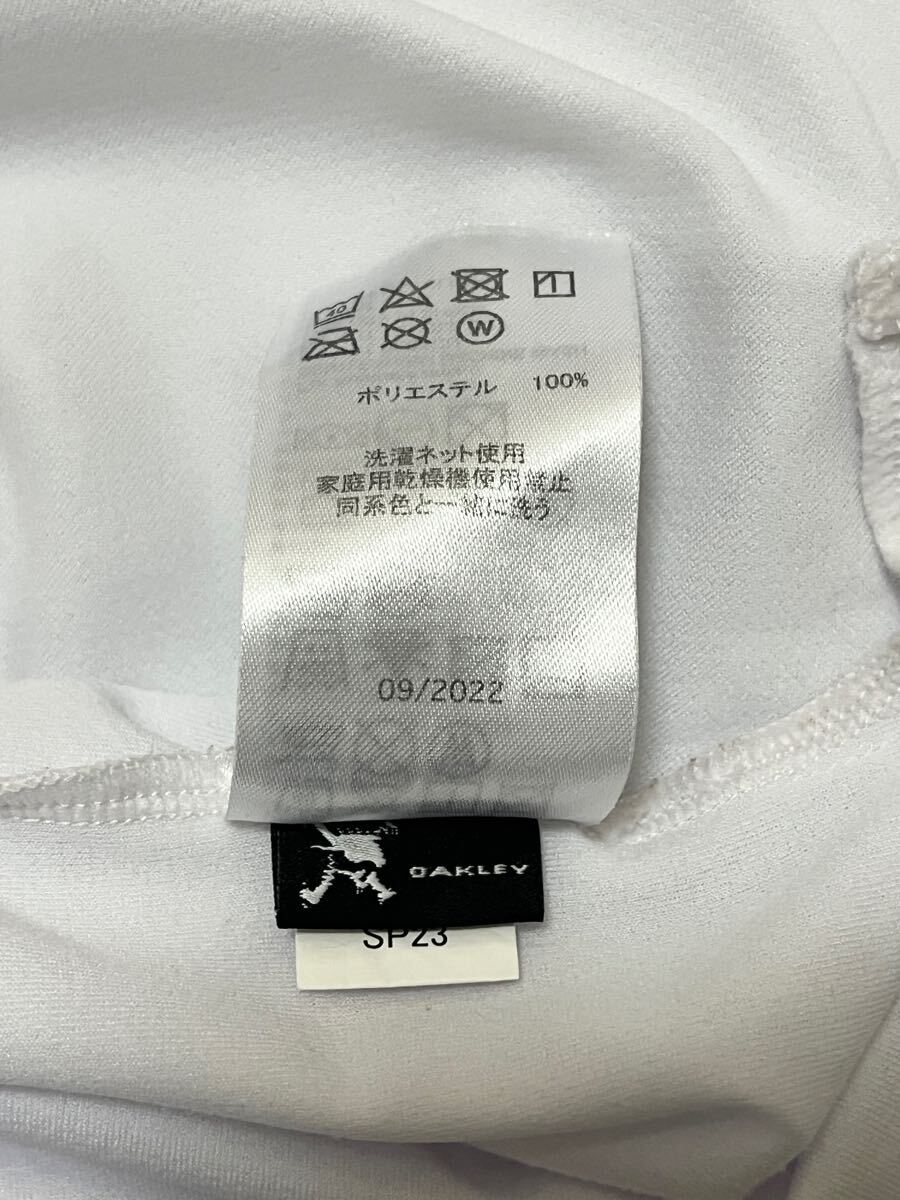 40
W
ポリエステル 100%
洗濯ネット使用
家庭用乾燥機使用禁止
同系色と一緒に洗う
09/2022
OAKLEY
SP23